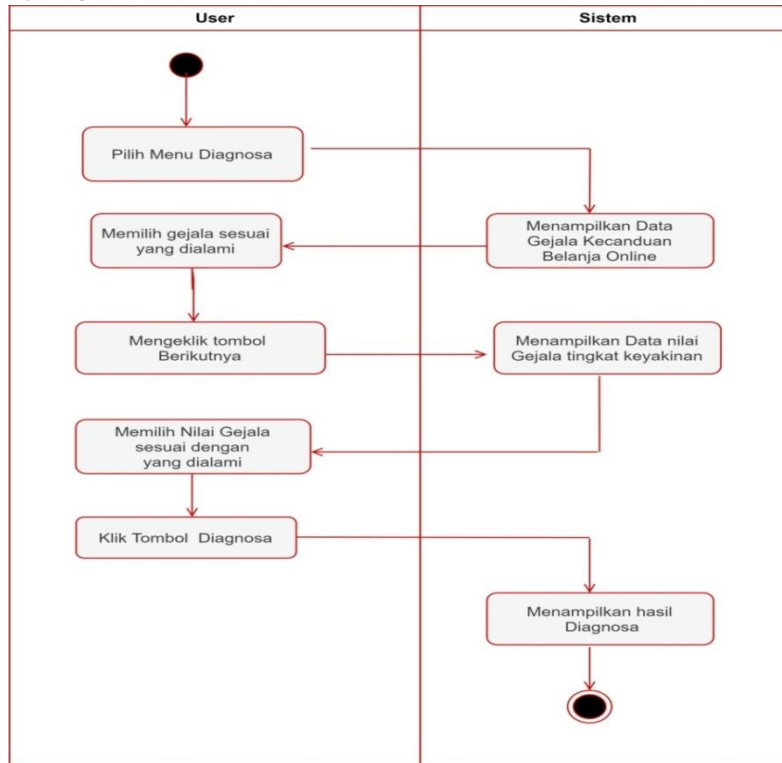 User
Sistem
Pilih Menu Diagnosa
Menampilkan Data
Gejala Kecanduan
Belanja Online
Memilih gejala sesuai
yang dialami
Mengeklik tombol
Berikutnya
Menampilkan Data nilai
Gejala tingkat keyakinan
Memilih Nilai Gejala
sesuai dengan
yang dialami
Klik Tombol Diagnosa
Menampilkan hasil
Diagnosa